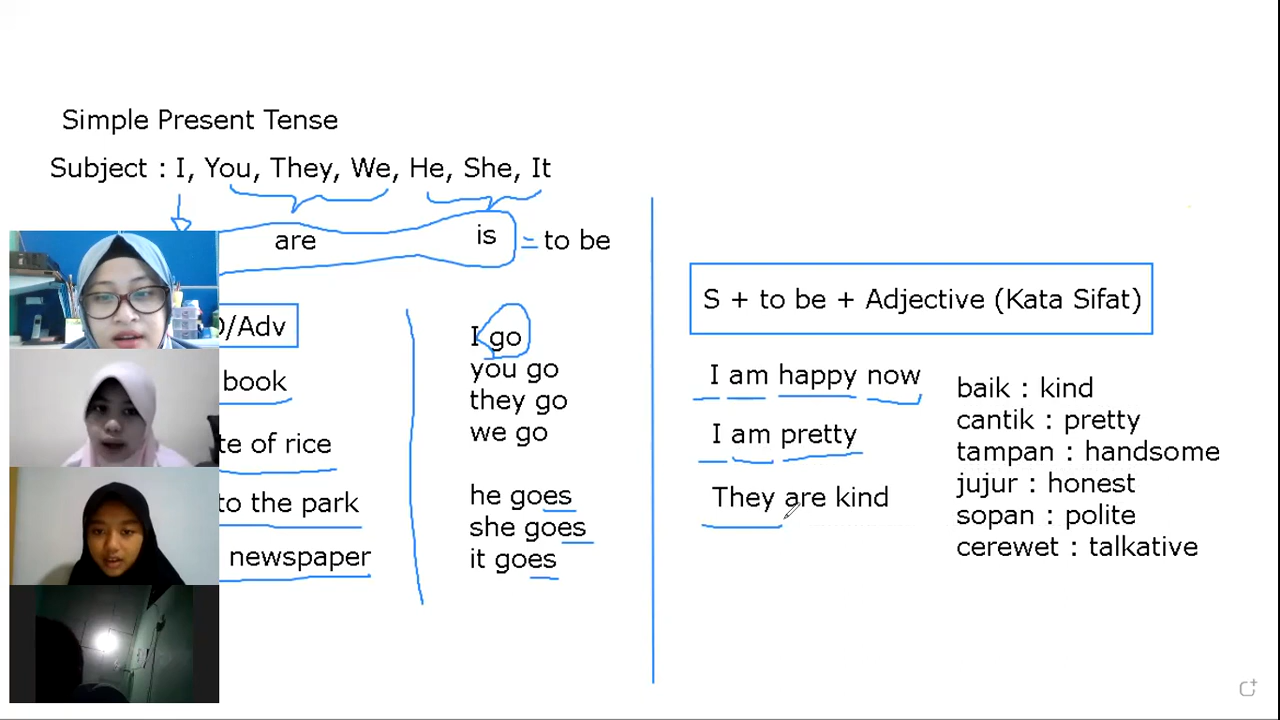 Simple Present Tense
Subject : I, You, They, We, He, She, It
are
is
= to be
/Adv
book
te of rice
to the park
newspaper
I go
you go
they go
we go
he goes
she goes
it goes
S + to be + Adjective (Kata Sifat)
I am happy now
I am pretty
They are kind
baik : kind
cantik : pretty
tampan : handsome
jujur : honest
sopan : polite
cerewet : talkative